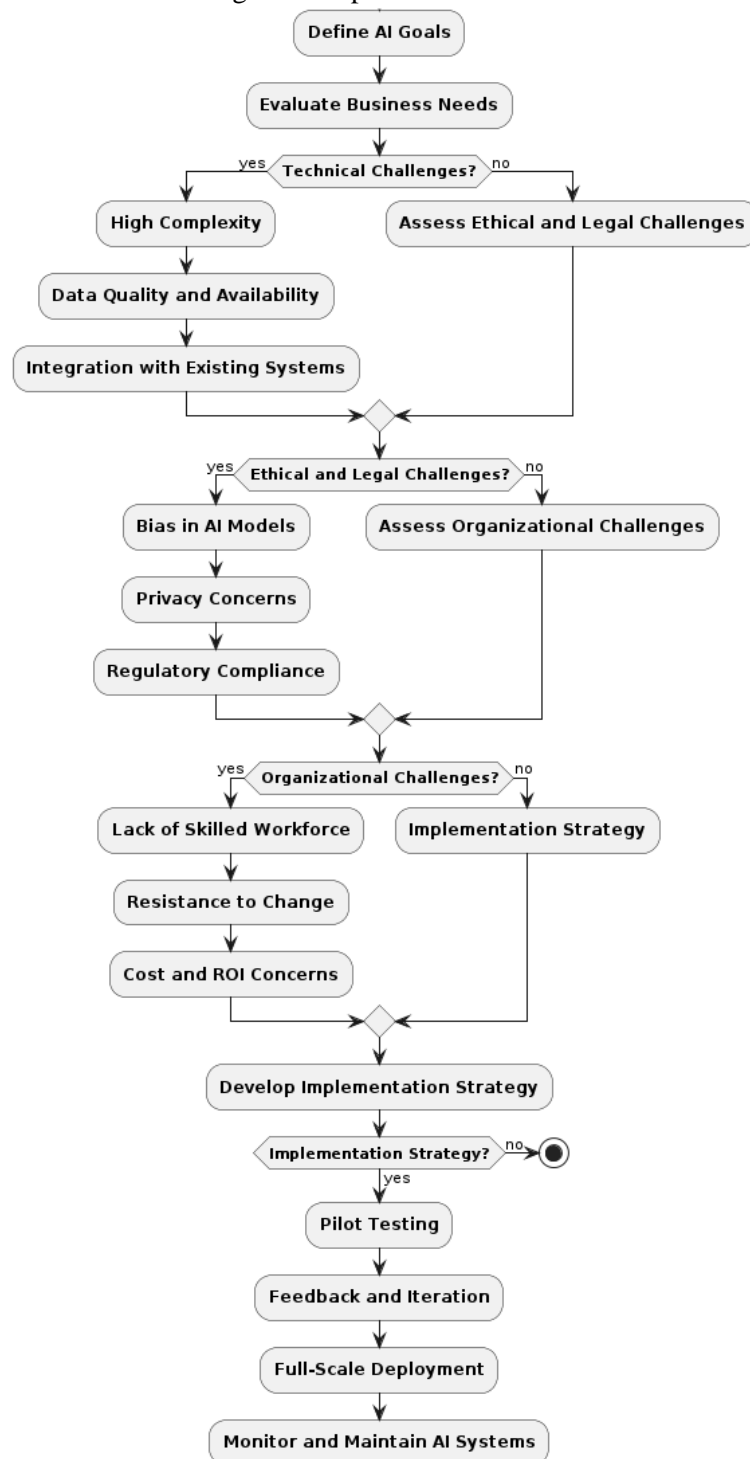 Define AI Goals
Evaluate Business Needs
yes
Technical Challenges?
no
High Complexity
Assess Ethical and Legal Challenges
Data Quality and Availability
Integration with Existing Systems
yes
Ethical and Legal Challenges?
no
Bias in AI Models
Assess Organizational Challenges
Privacy Concerns
Regulatory Compliance
yes
Organizational Challenges?
no
Lack of Skilled Workforce
Implementation Strategy
Resistance to Change
Cost and ROI Concerns
Develop Implementation Strategy
Implementation Strategy?
no
yes
Pilot Testing
Feedback and Iteration
Full-Scale Deployment
Monitor and Maintain AI Systems